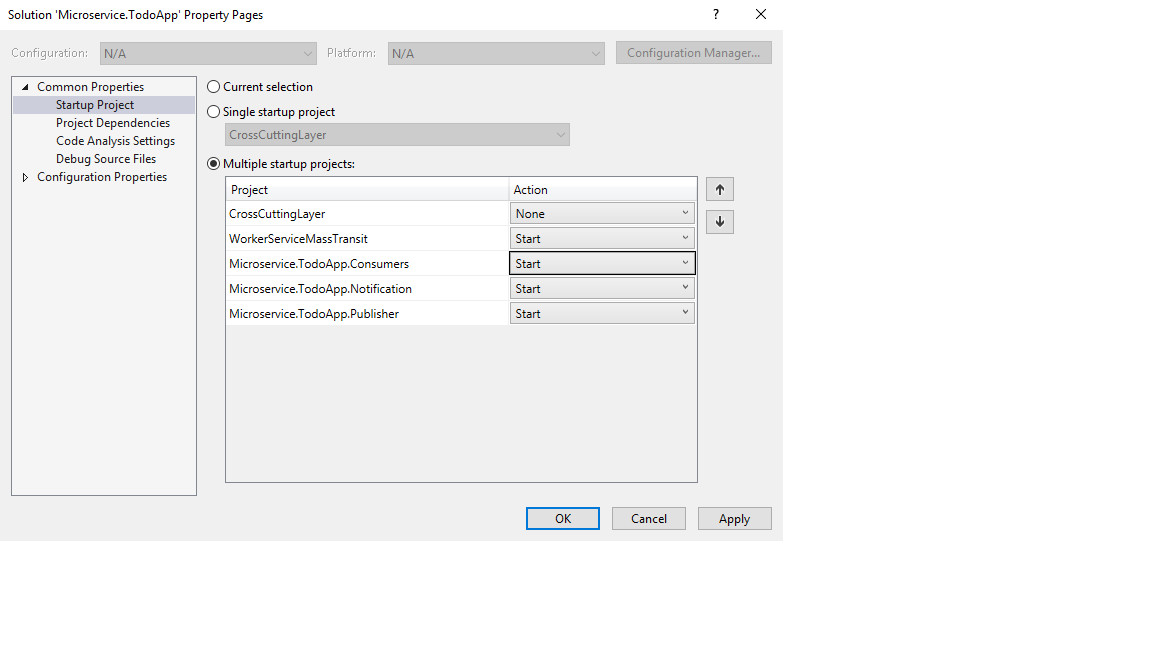 Solution 'Microservice.TodoApp' Property Pages ?
Configuration: N/A Platform: N/A Configuration Manager...
Common Properties
Startup Project
Project Dependencies
Code Analysis Settings
Debug Source Files
Configuration Properties
Current selection
Single startup project
CrossCuttingLayer
Multiple startup projects:
Project Action
CrossCuttingLayer None
WorkerServiceMassTransit Start
Microservice.TodoApp.Consumers Start
Microservice.TodoApp.Notification Start
Microservice.TodoApp.Publisher Start
OK Cancel Apply